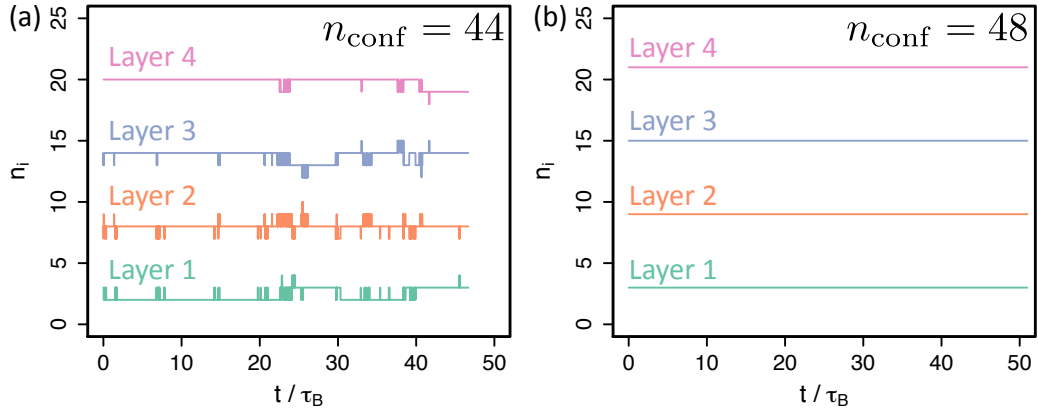 (a)
n_conf = 44
25
20
15
10
5
0
n_i
Layer 4
Layer 3
Layer 2
Layer 1
0 10 20 30 40 50
t / τ_B
(b)
n_conf = 48
25
20
15
10
5
0
n_i
Layer 4
Layer 3
Layer 2
Layer 1
0 10 20 30 40 50
t / τ_B